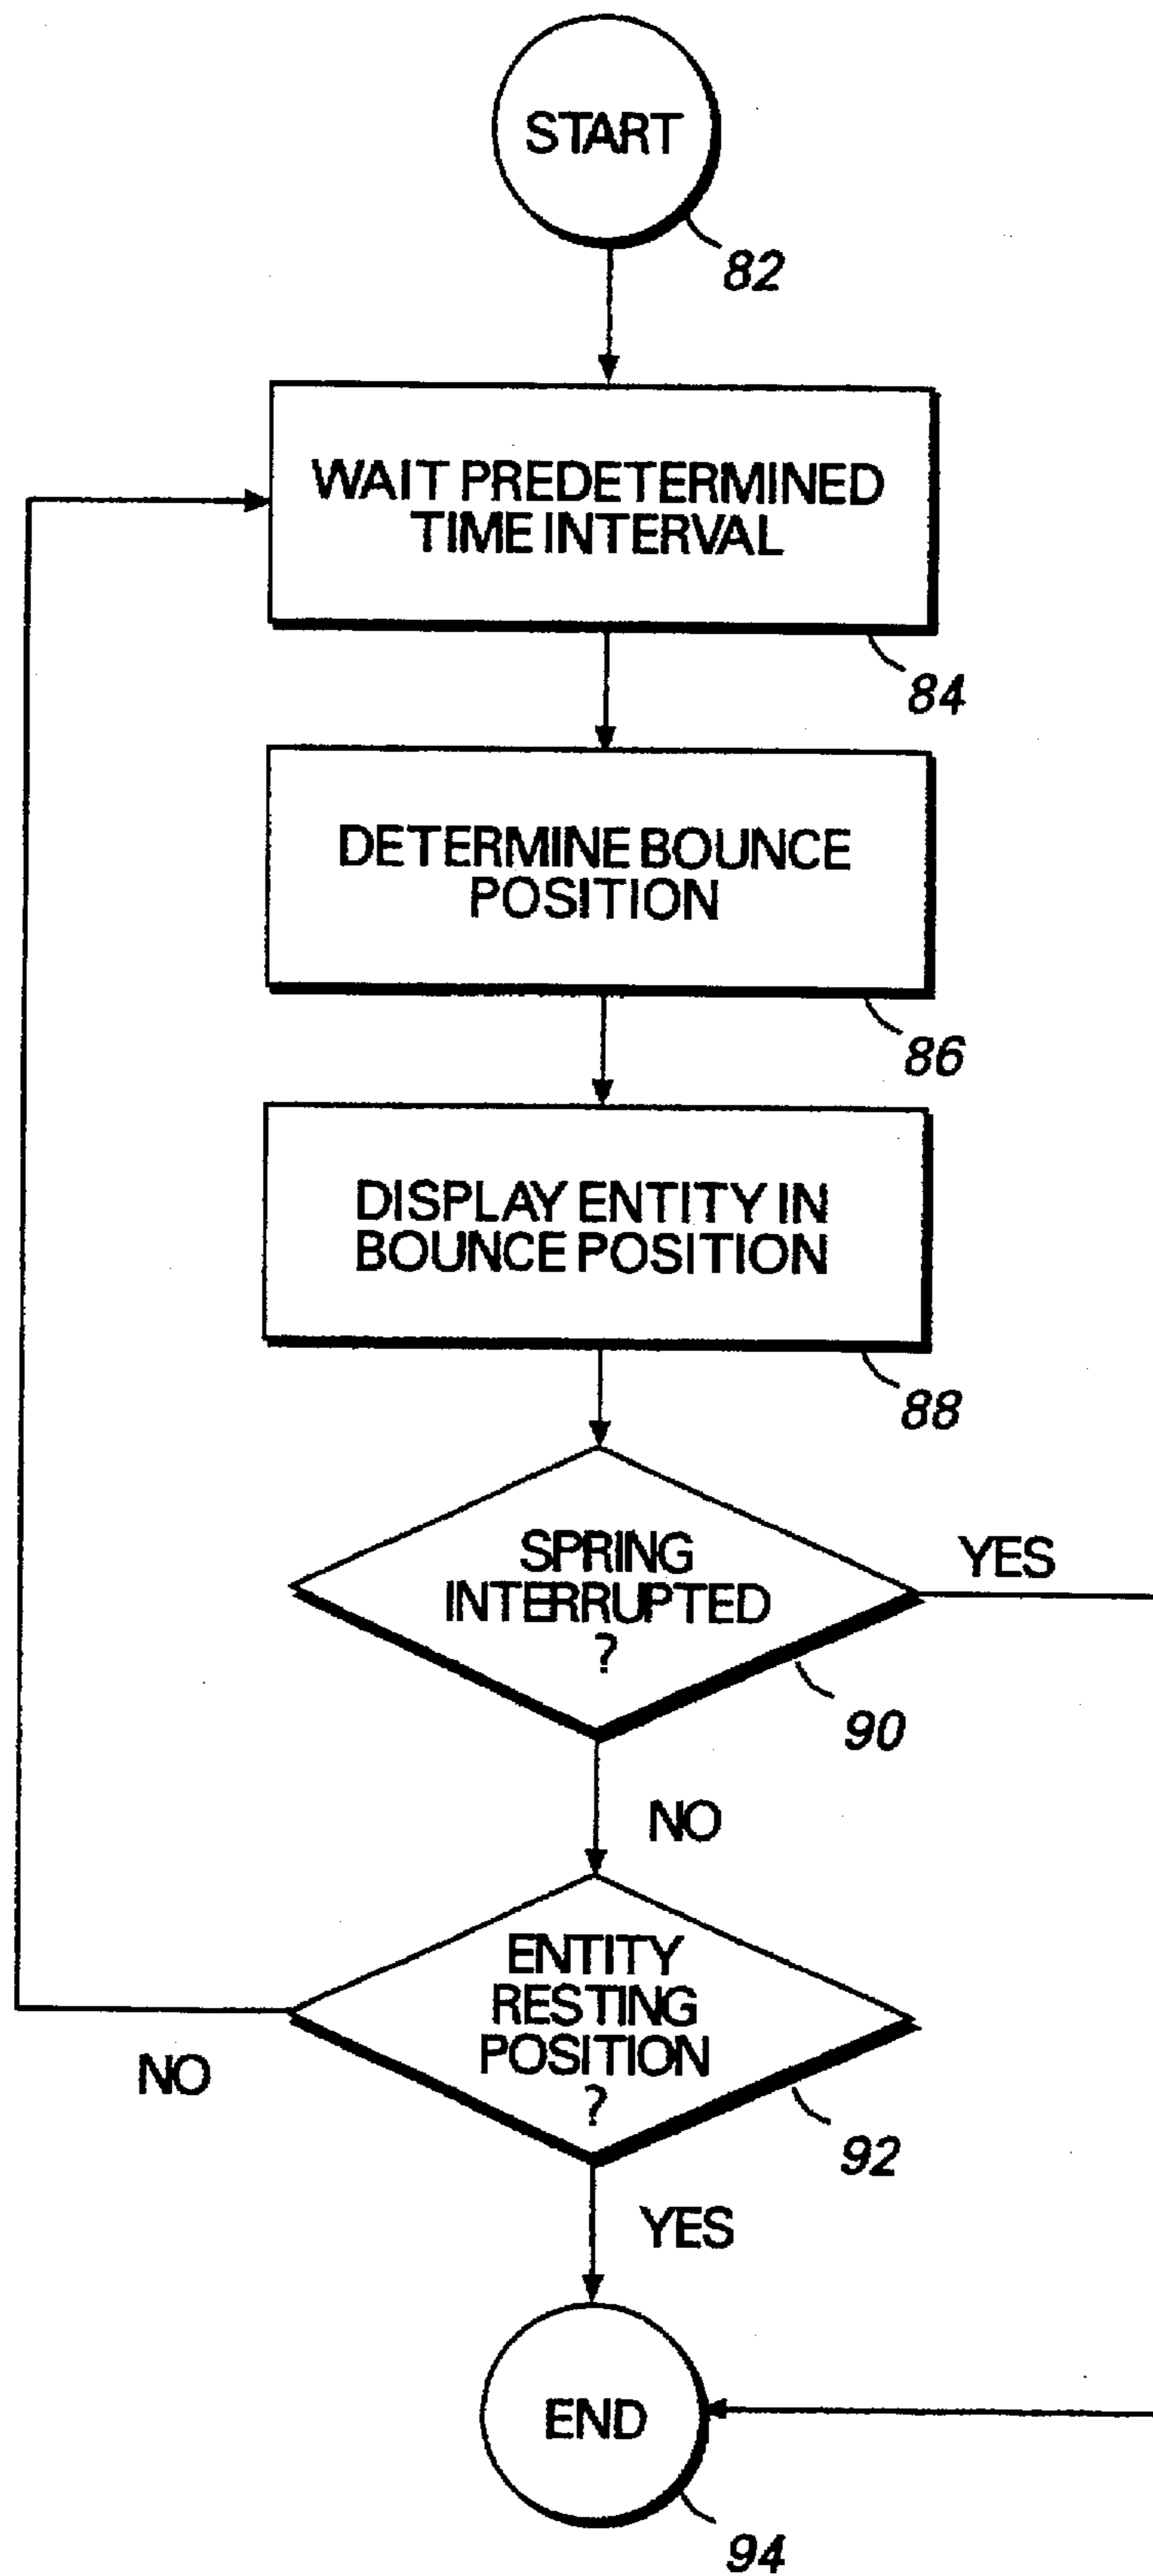 START
82
WAIT PREDETERMINED
TIME INTERVAL
84
DETERMINE BOUNCE
POSITION
86
DISPLAY ENTITY IN
BOUNCE POSITION
88
SPRING
INTERRUPTED
?
YES
90
NO
ENTITY
RESTING
POSITION
?
NO
92
YES
END
94